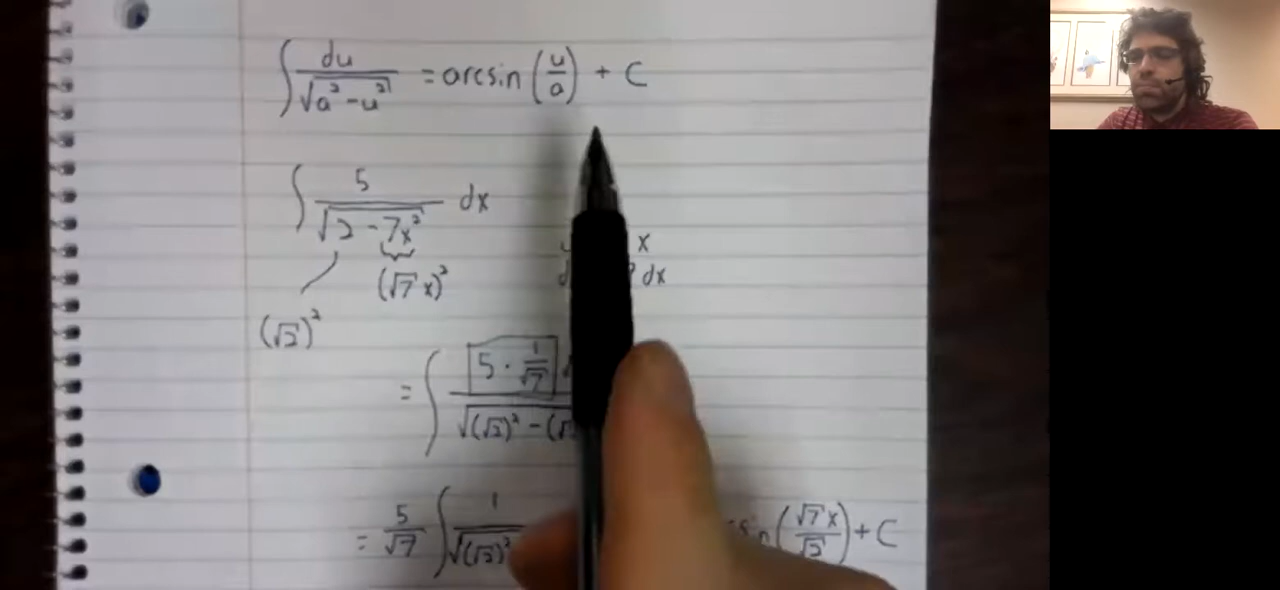 ∫ du / √(a² - u²) = arcsin (u/a) + C
∫ 5 / √(2 - 7x²) dx
(√7 x)² x
dx
(√2)²
= ∫ 5 · 1/√7 / √((√2)² - (√
= 5/√7 ∫ 1 / √((√2)² (√7 x / √2) + C